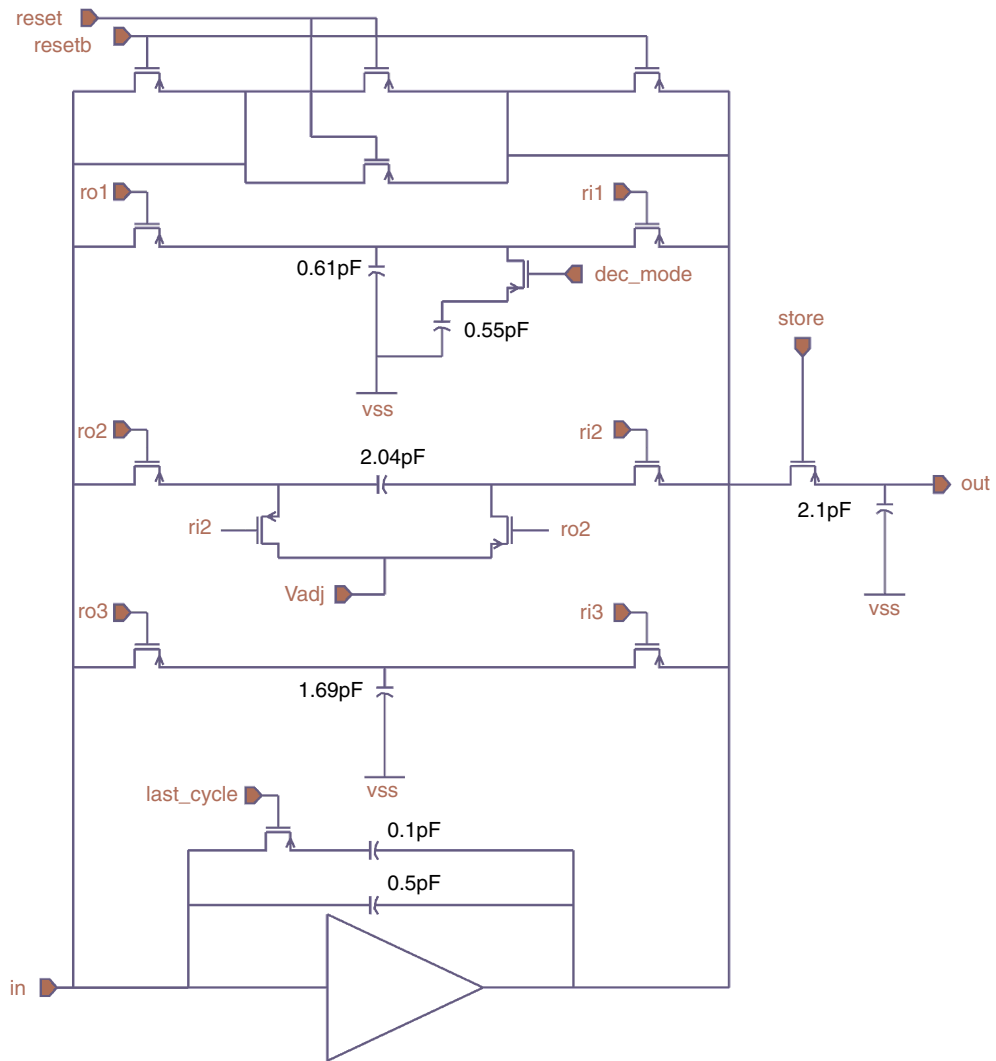 reset
resetb
ro1
ri1
0.61pF
dec_mode
0.55pF
store
vss
ro2
ri2
2.04pF
out
2.1pF
ri2
ro2
Vadj
vss
ro3
ri3
1.69pF
vss
last_cycle
0.1pF
0.5pF
in